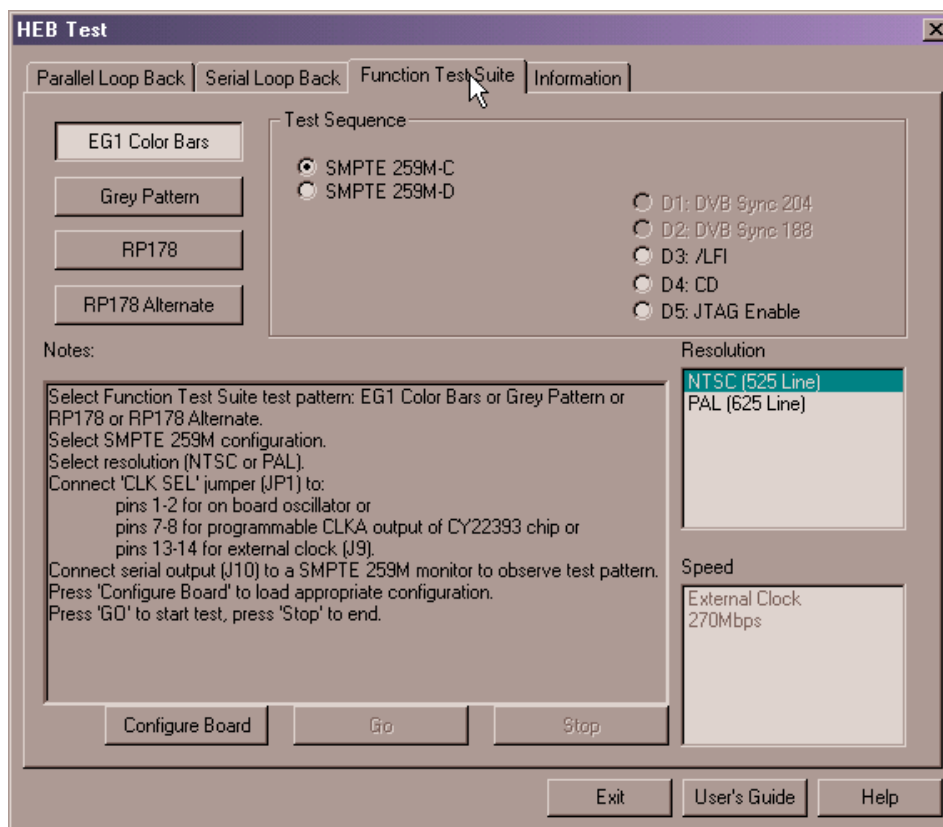 HEB Test
Parallel Loop Back
Serial Loop Back
Function Test Suite
Information
EG1 Color Bars
Grey Pattern
RP178
RP178 Alternate
Test Sequence
SMPTE 259M-C
SMPTE 259M-D
D1: DVB Sync 204
D2: DVB Sync 188
D3: /LFI
D4: CD
D5: JTAG Enable
Notes:
Select Function Test Suite test pattern: EG1 Color Bars or Grey Pattern or
RP178 or RP178 Alternate.
Select SMPTE 259M configuration.
Select resolution (NTSC or PAL).
Connect 'CLK SEL' jumper (JP1) to:
pins 1-2 for on board oscillator or
pins 7-8 for programmable CLKA output of CY22393 chip or
pins 13-14 for external clock (J9).
Connect serial output (J10) to a SMPTE 259M monitor to observe test pattern.
Press 'Configure Board' to load appropriate configuration.
Press 'GO' to start test, press 'Stop' to end.
Resolution
NTSC (525 Line)
PAL (625 Line)
Speed
External Clock
270Mbps
Configure Board
Go
Stop
Exit
User's Guide
Help